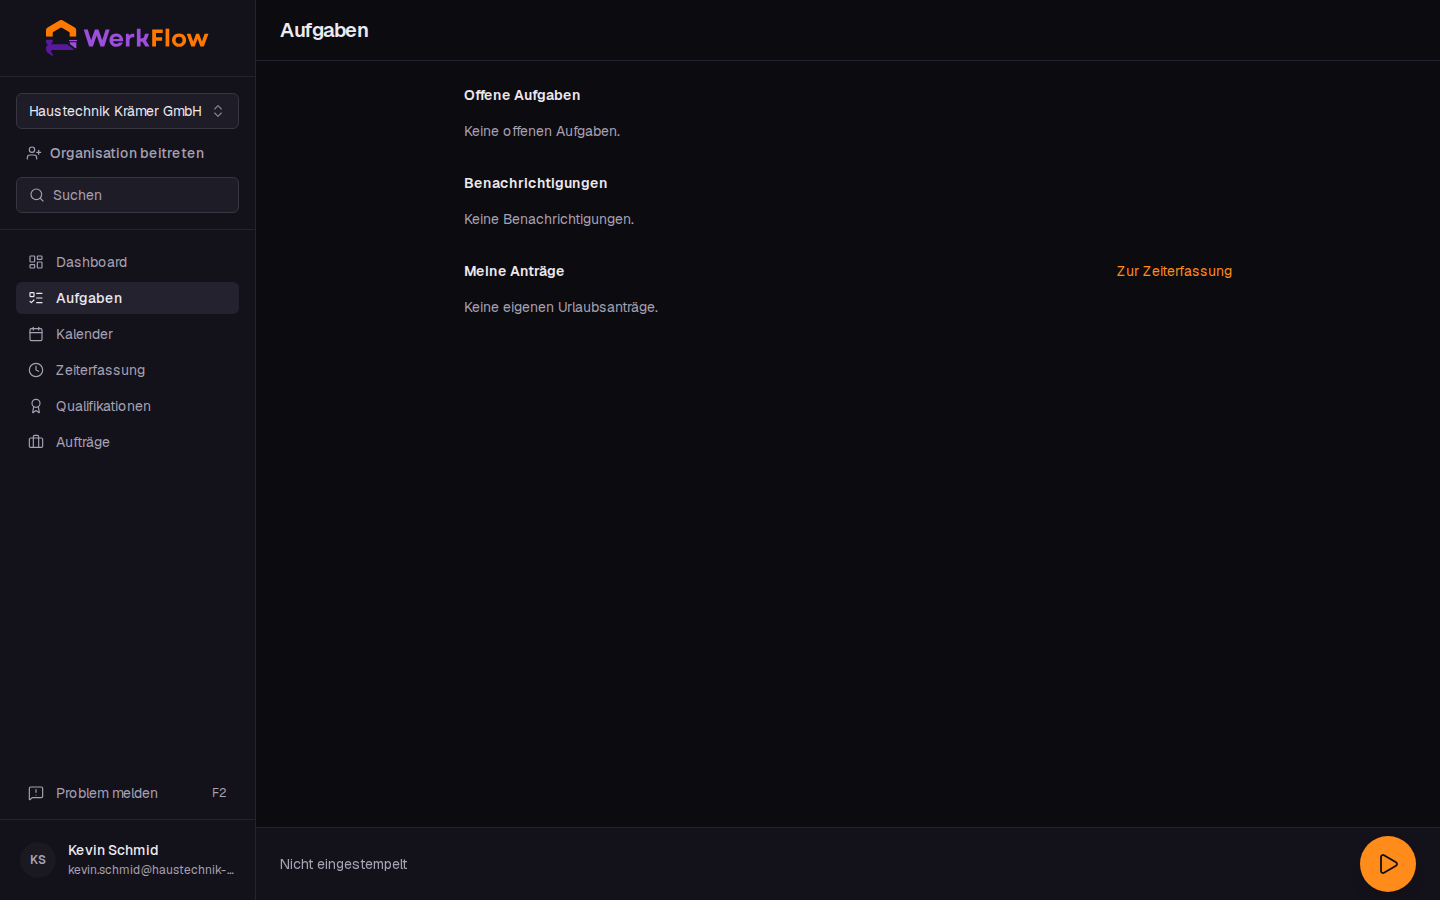 WerkFlow
Haustechnik Krämer GmbH
Organisation beitreten
Suchen
Dashboard
Aufgaben
Kalender
Zeiterfassung
Qualifikationen
Aufträge
Problem melden F2
KS
Kevin Schmid
kevin.schmid@haustechnik-...
Aufgaben
Offene Aufgaben
Keine offenen Aufgaben.
Benachrichtigungen
Keine Benachrichtigungen.
Meine Anträge Zur Zeiterfassung
Keine eigenen Urlaubsanträge.
Nicht eingestempelt